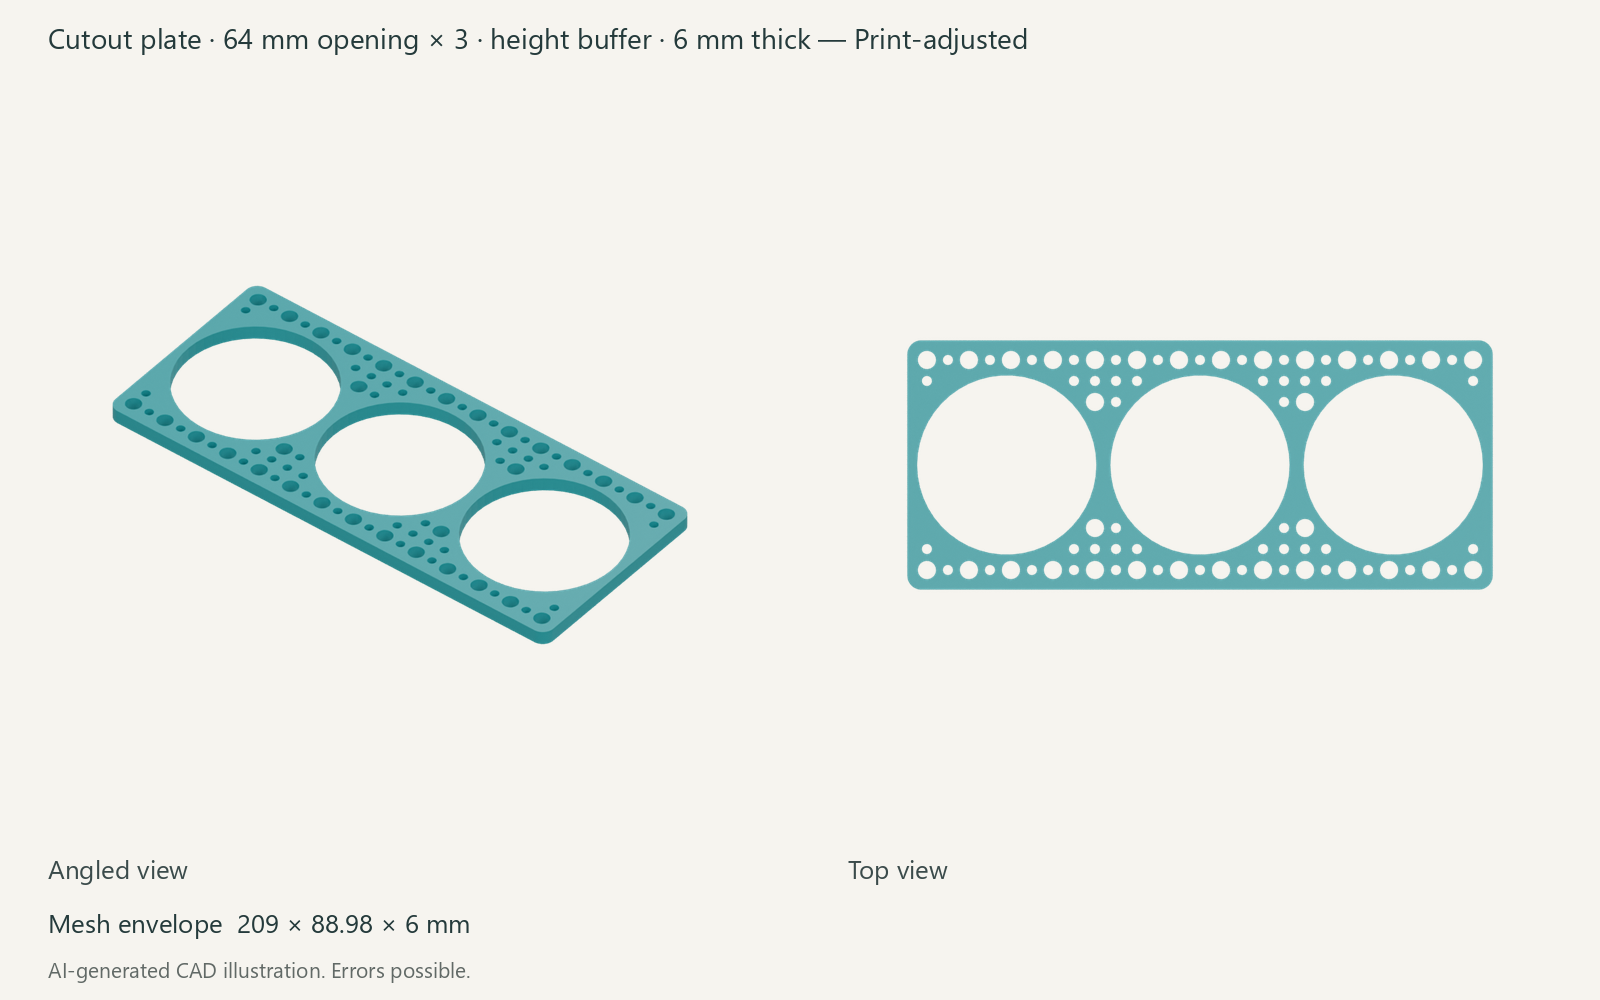 Cutout plate · 64 mm opening × 3 · height buffer · 6 mm thick — Print-adjusted
Angled view
Top view
Mesh envelope 209 × 88.98 × 6 mm
AI-generated CAD illustration. Errors possible.